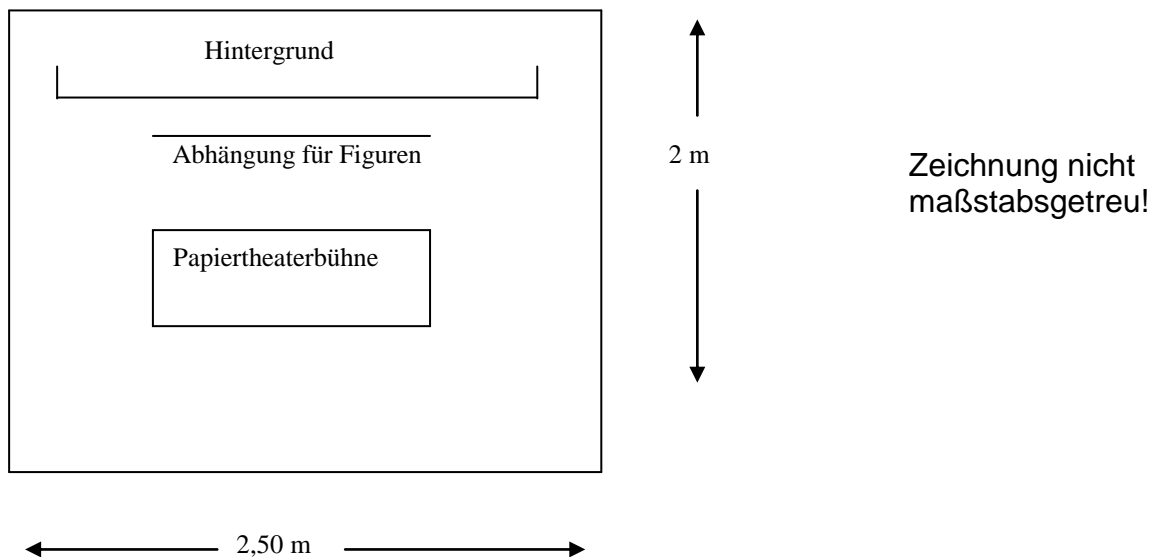 Hintergrund
Abhängung für Figuren
2 m
Zeichnung nicht
maßstabsgetreu!
Papiertheaterbühne
2,50 m